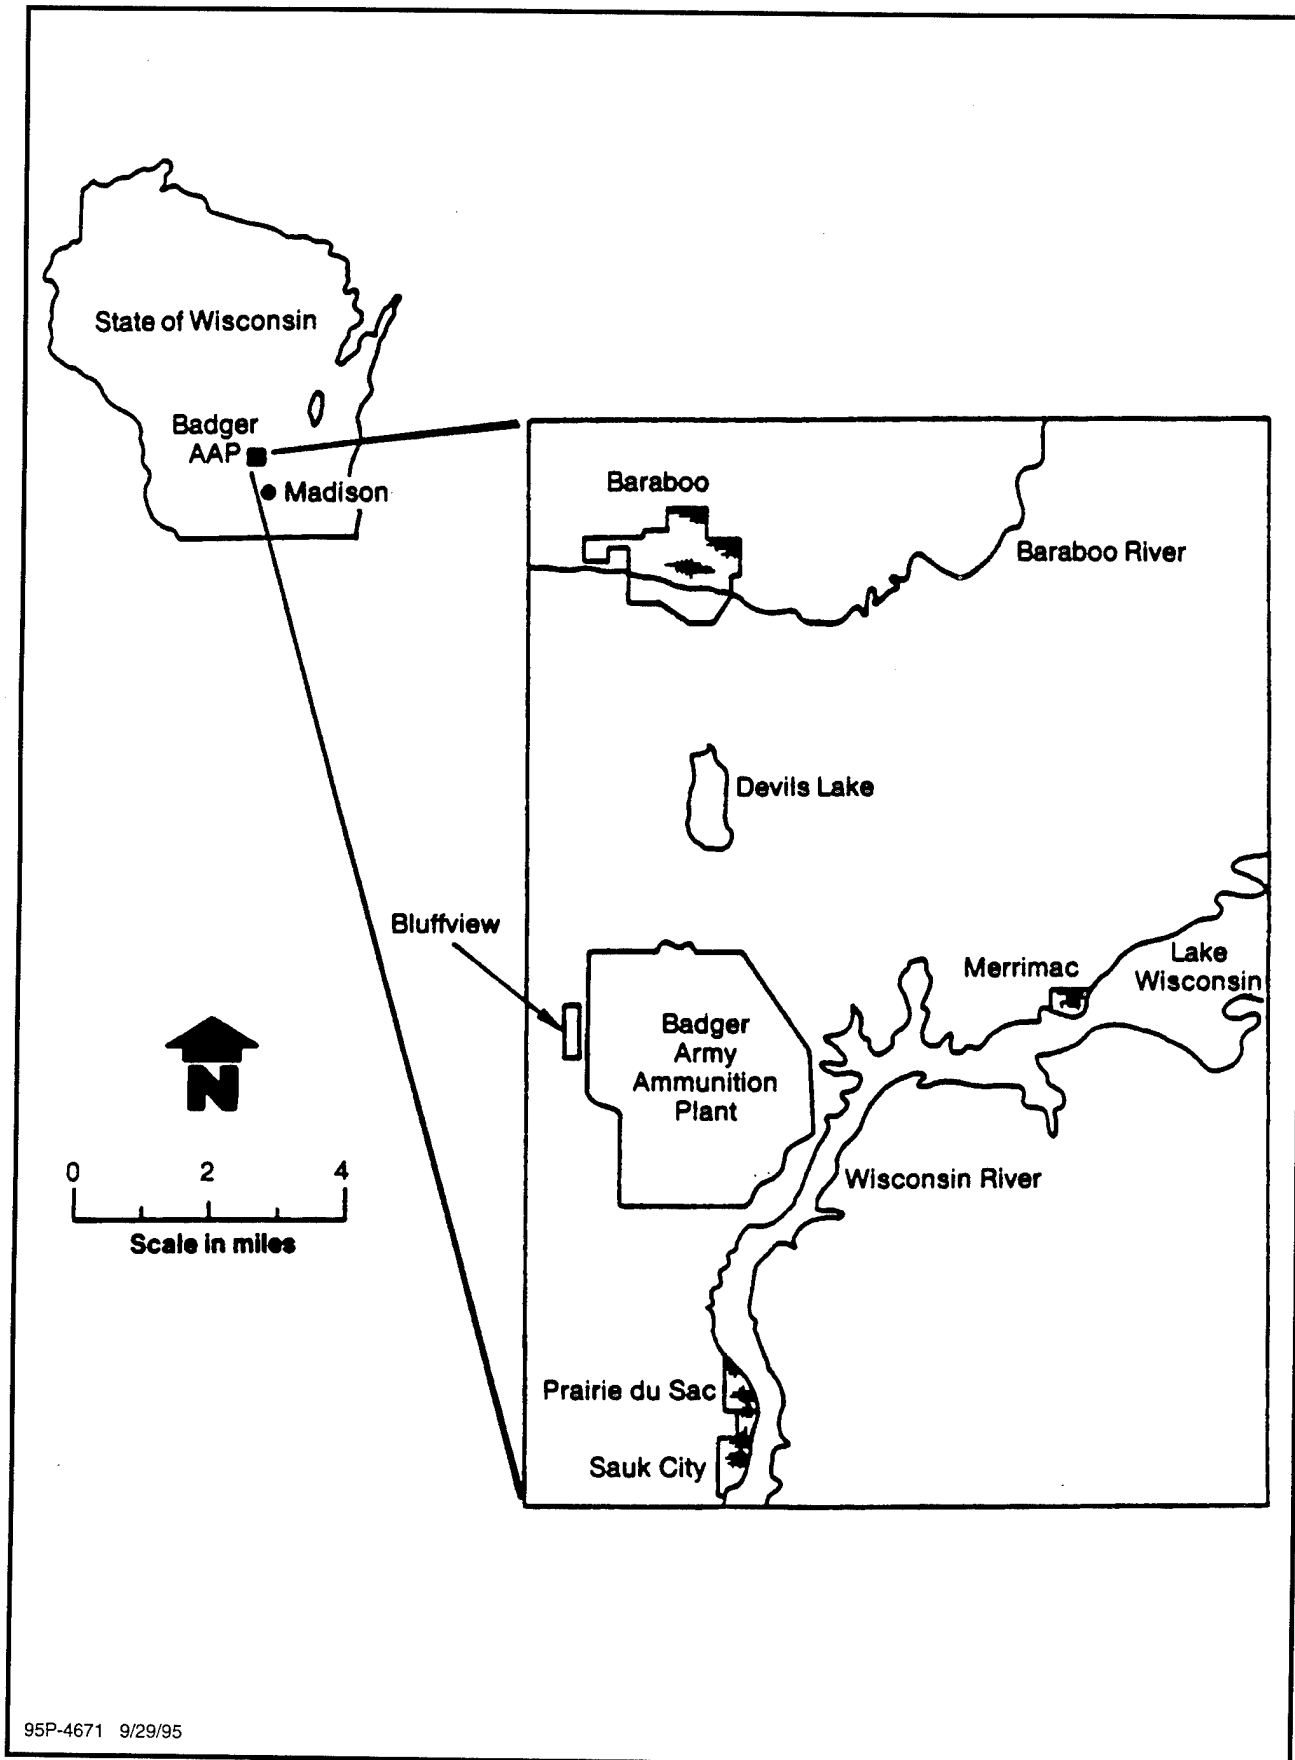 State of Wisconsin
Badger
AAP
Madison
Baraboo
Baraboo River
Devils Lake
Bluffview
Merrimac
Lake
Wisconsin
Badger
Army
Ammunition
Plant
N
0 2 4
Scale in miles
Wisconsin River
Prairie du Sac
Sauk City
95P-4671 9/29/95